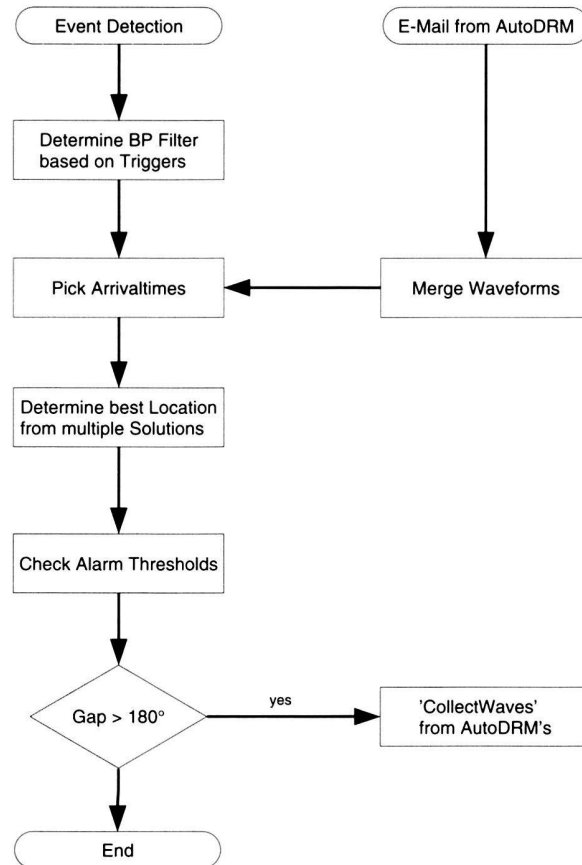 Event Detection
E-Mail from AutoDRM
Determine BP Filter
based on Triggers
Pick Arrivaltimes
Merge Waveforms
Determine best Location
from multiple Solutions
Check Alarm Thresholds
Gap > 180°
yes
'CollectWaves'
from AutoDRM's
End